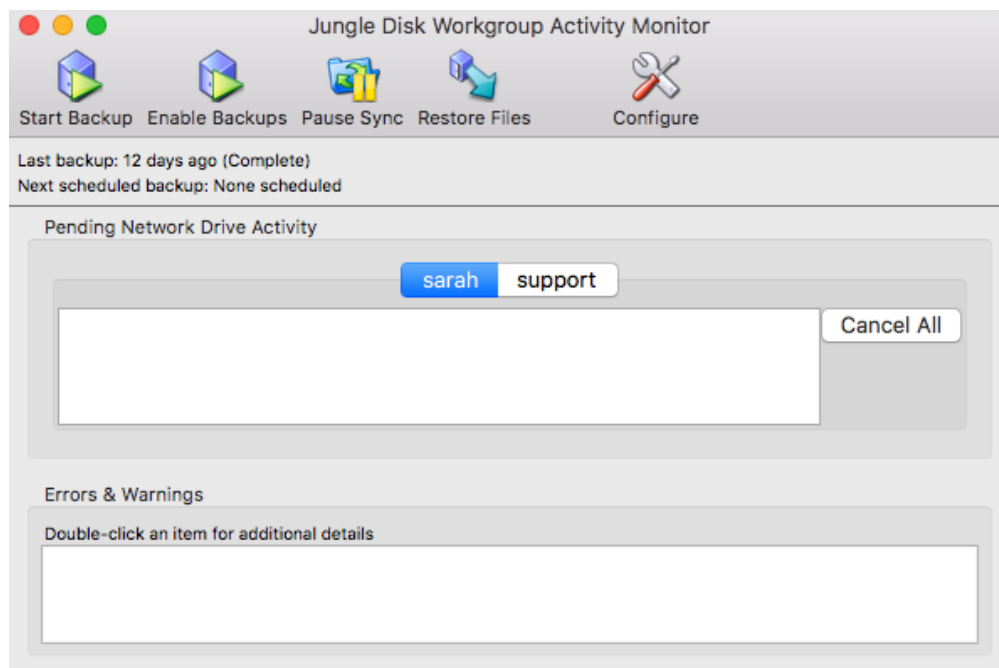 Jungle Disk Workgroup Activity Monitor
Start Backup Enable Backups Pause Sync Restore Files Configure
Last backup: 12 days ago (Complete)
Next scheduled backup: None scheduled
Pending Network Drive Activity
sarah support
Cancel All
Errors & Warnings
Double-click an item for additional details